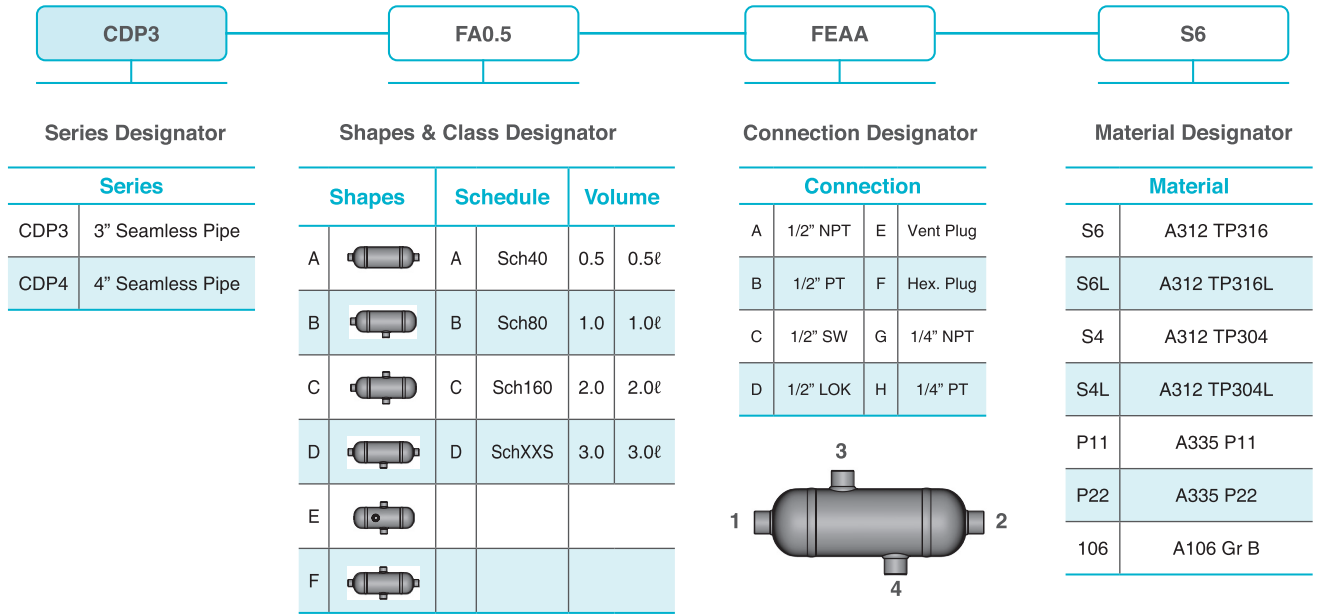 CDP3 FA0.5 FEAA S6
Series Designator
Series
CDP3 3” Seamless Pipe
CDP4 4” Seamless Pipe
Shapes & Class Designator
Shapes Schedule Volume
A A Sch40 0.5 0.5ℓ
B B Sch80 1.0 1.0ℓ
C C Sch160 2.0 2.0ℓ
D D SchXXS 3.0 3.0ℓ
E
F
Connection Designator
Connection
A 1/2” NPT E Vent Plug
B 1/2” PT F Hex. Plug
C 1/2” SW G 1/4” NPT
D 1/2” LOK H 1/4” PT
3
1 2
4
Material Designator
Material
S6 A312 TP316
S6L A312 TP316L
S4 A312 TP304
S4L A312 TP304L
P11 A335 P11
P22 A335 P22
106 A106 Gr B